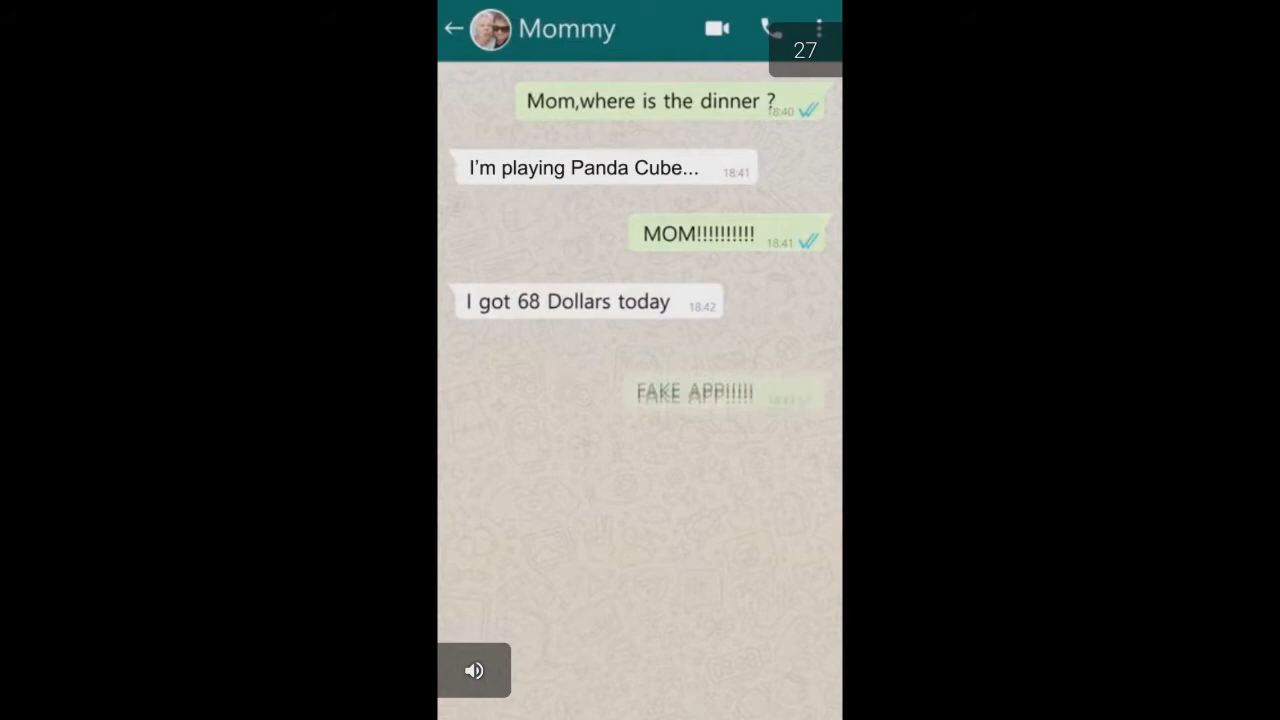 Mommy
27
Mom,where is the dinner ?
18:40
I'm playing Panda Cube...
18:41
MOM!!!!!!!!!!
18:41
I got 68 Dollars today
18:42
FAKE APP!!!!!